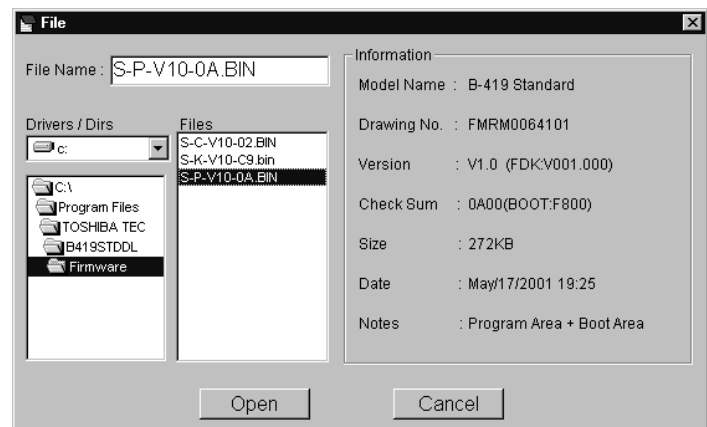 File
File Name : S-P-V10-0A.BIN
Drivers / Dirs
c:
C:\
Program Files
TOSHIBA TEC
B419STDDL
Firmware
Files
S-C-V10-02.BIN
S-K-V10-C9.bin
S-P-V10-0A.BIN
Information
Model Name : B-419 Standard
Drawing No. : FMRM0064101
Version : V1.0 (FDK:V001.000)
Check Sum : 0A00(BOOT:F800)
Size : 272KB
Date : May/17/2001 19:25
Notes : Program Area + Boot Area
Open
Cancel